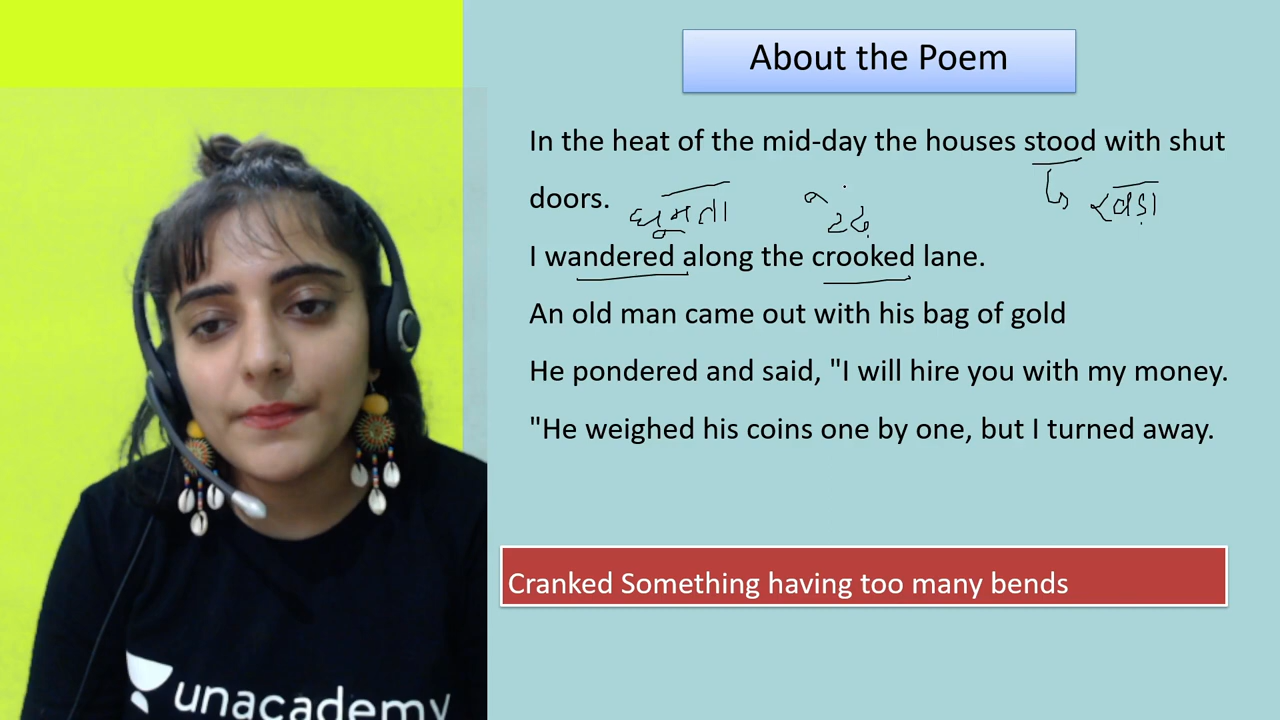 About the Poem
In the heat of the mid-day the houses stood with shut
doors.
घूमता
I wandered along the crooked lane.
An old man came out with his bag of gold
He pondered and said, "I will hire you with my money.
"He weighed his coins one by one, but I turned away.
Cranked Something having too many bends
unacademy